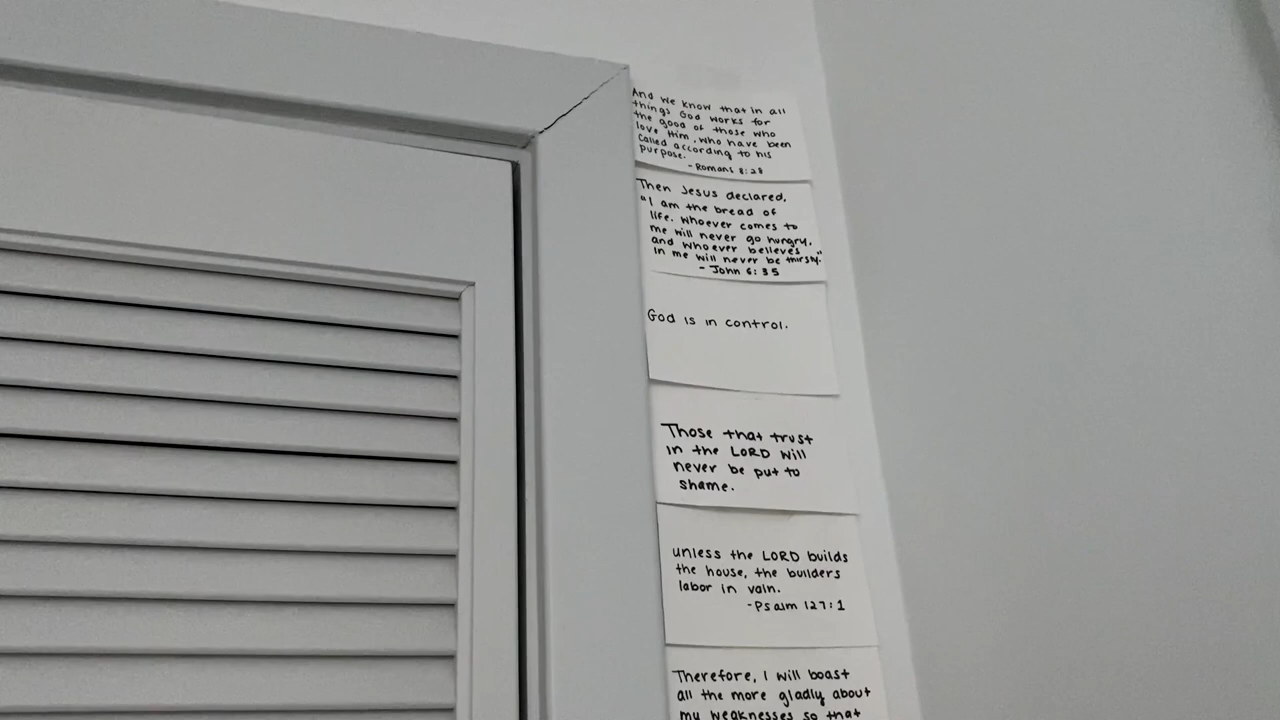 And we know that in all
things God works for
the good of those who
love Him, who have been
called according to his
purpose.
-Romans 8:28
Then Jesus declared,
"I am the bread of
life. Whoever comes to
me will never go hungry,
and whoever believes
in me will never be thirsty."
- John 6:35
God is in control.
Those that trust
in the LORD will
never be put to
shame.
unless the LORD builds
the house, the builders
labor in vain.
-Psalm 127:1
Therefore, I will boast
all the more gladly about
my weaknesses so that